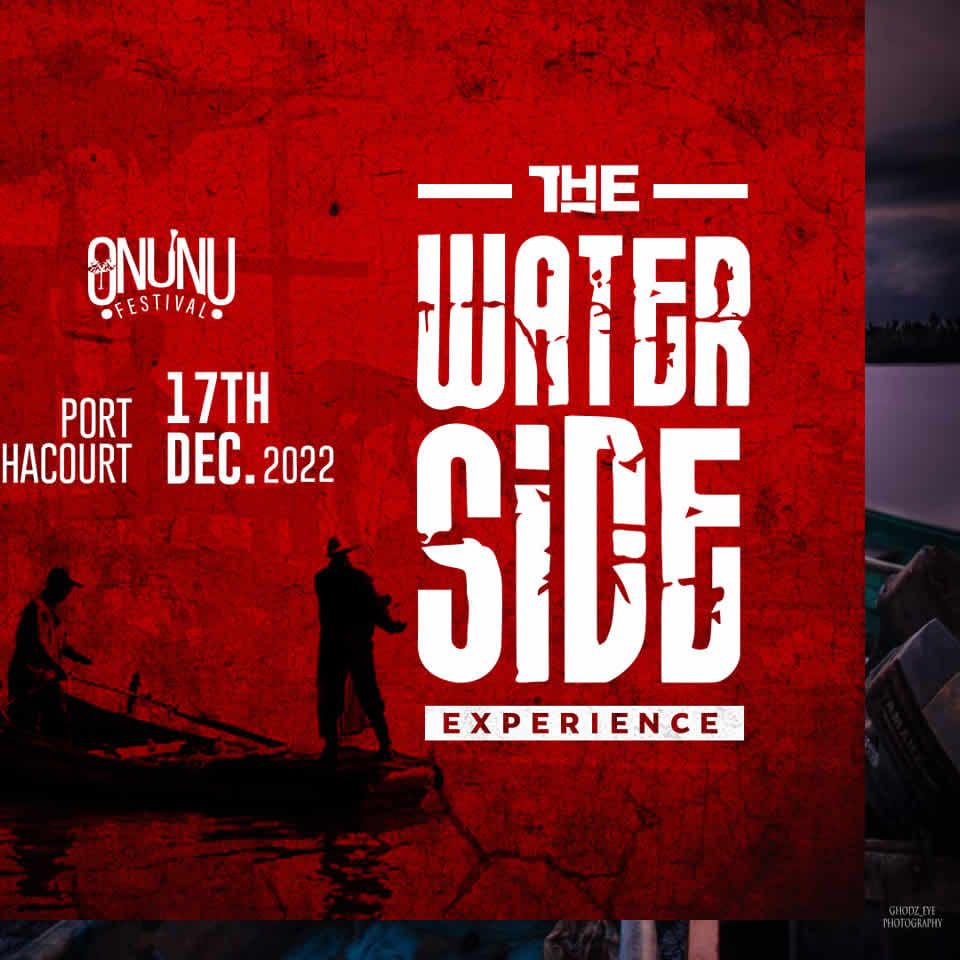 THE
WATER
SiDE
EXPERIENCE
ONUNU
FESTIVAL
PORT
HACOURT
17TH
DEC. 2022
GHODZ_EYE
PHOTOGRAPHY